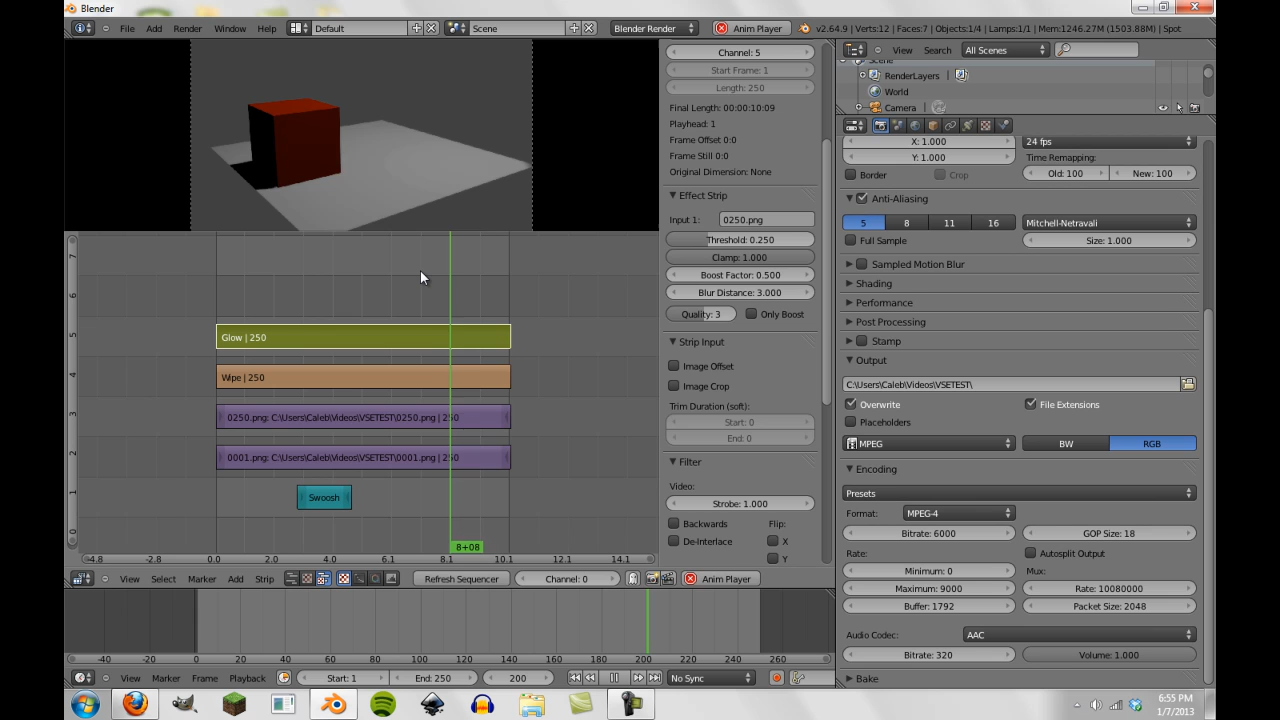 Blender
File Add Render Window Help Default Scene Blender Render Anim Player v2.64.9 | Verts:12 | Faces:7 | Objects:1/4 | Lamps:1/1 | Mem:1246.27M (1503.88M) | Spot
View Search All Scenes
Scene
RenderLayers
World
Camera
Channel: 5
Start Frame: 1
Length: 250
Final Length: 00:00:10:09
Playhead: 1
Frame Offset 0:0
Frame Still 0:0
Original Dimension: None
Effect Strip
Input 1: 0250.png
Threshold: 0.250
Clamp: 1.000
Boost Factor: 0.500
Blur Distance: 3.000
Quality: 3 Only Boost
Strip Input
Image Offset
Image Crop
Trim Duration (soft):
Start: 0
End: 0
Filter
Video:
Strobe: 1.000
Backwards Flip:
De-Interlace X
Y
X: 1.000 24 fps
Y: 1.000 Time Remapping:
Border Crop Old: 100 New: 100
Anti-Aliasing
5 8 11 16 Mitchell-Netravali
Full Sample Size: 1.000
Sampled Motion Blur
Shading
Performance
Post Processing
Stamp
Output
C:\Users\Caleb\Videos\VSETEST\
Overwrite File Extensions
Placeholders
MPEG BW RGB
Encoding
Presets
Format: MPEG-4
Bitrate: 6000 GOP Size: 18
Rate: Autosplit Output
Minimum: 0 Mux:
Maximum: 9000 Rate: 10080000
Buffer: 1792 Packet Size: 2048
Audio Codec: AAC
Bitrate: 320 Volume: 1.000
Bake
7
6
5 Glow | 250
4 Wipe | 250
3 0250.png: C:\Users\Caleb\Videos\VSETEST\0250.png | 250
2 0001.png: C:\Users\Caleb\Videos\VSETEST\0001.png | 250
1 Swoosh
0
8+08
-4.8 -2.8 0.0 2.0 4.0 6.1 8.1 10.1 12.1 14.1
View Select Marker Add Strip Refresh Sequencer Channel: 0 Anim Player
-40 -20 0 20 40 60 80 100 120 140 160 180 200 220 240 260
View Marker Frame Playback Start: 1 End: 250 200 No Sync
6:55 PM
1/7/2013